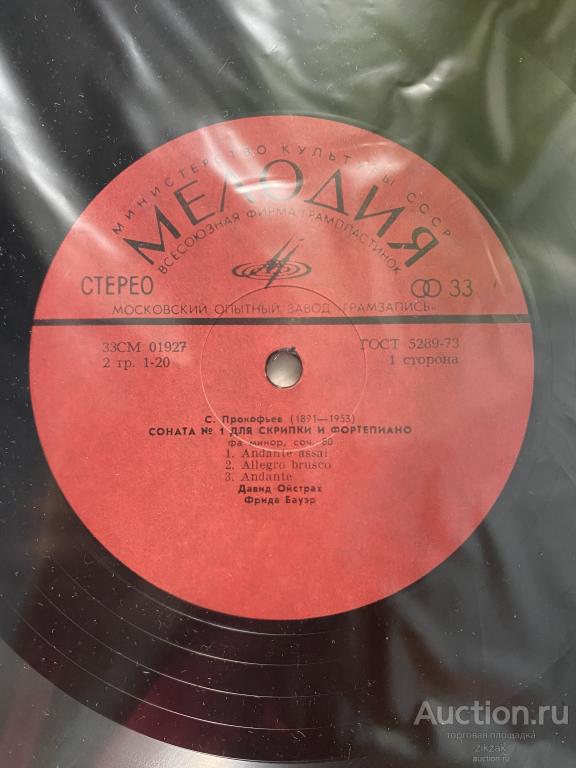 МИНИСТЕРСТВО КУЛЬТУРЫ СССР
МЕЛОДИЯ
ВСЕСОЮЗНАЯ ФИРМА ГРАМПЛАСТИНОК
СТЕРЕО
33
МОСКОВСКИЙ ОПЫТНЫЙ ЗАВОД „ГРАМЗАПИСЬ"
33СМ 01927
ГОСТ 5289-73
2 гр. 1-20
1 сторона
С. Прокофьев (1891—1953)
СОНАТА № 1 ДЛЯ СКРИПКИ И ФОРТЕПИАНО
фа минор, соч. 80
1. Andante assai
2. Allegro brusco
3. Andante
Давид Ойстрах
Фрида Бауэр
Auction.ru
торговая площадка
zikzak
auction.ru